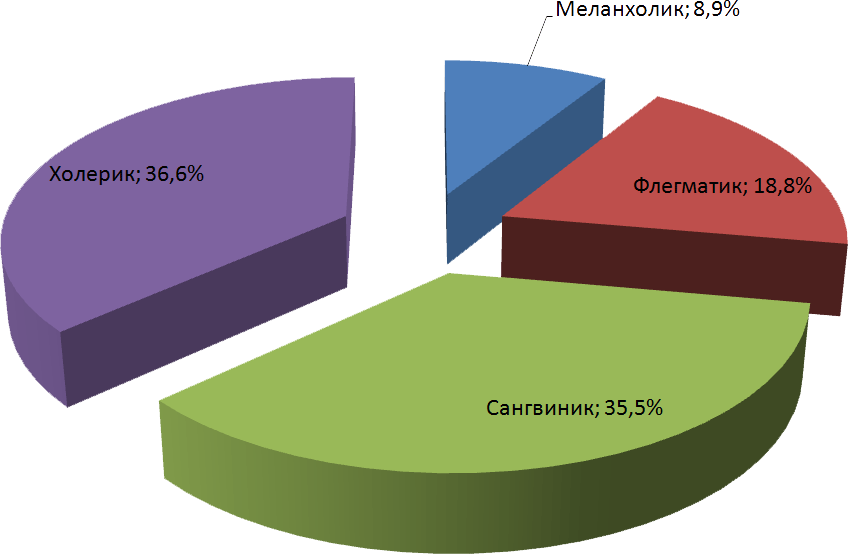 Меланхолик; 8,9%
Холерик; 36,6%
Флегматик; 18,8%
Сангвиник; 35,5%